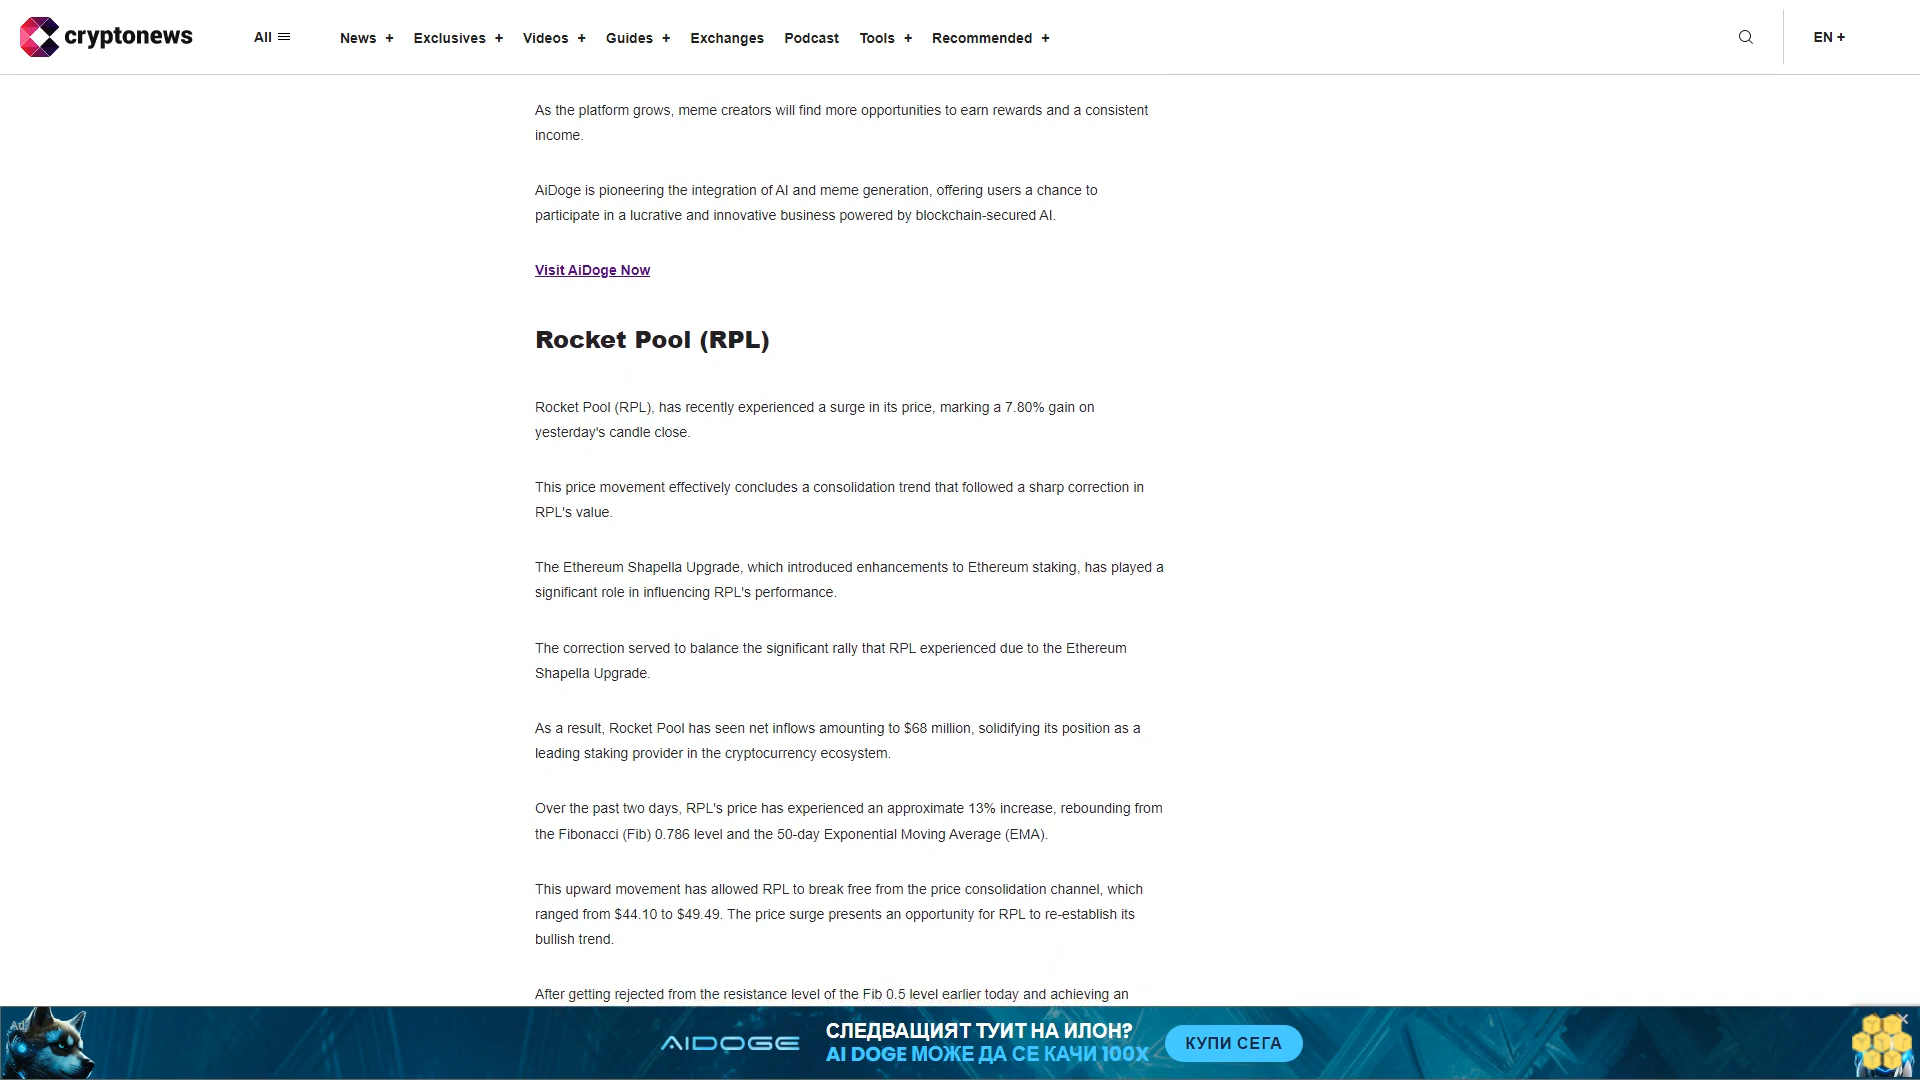 cryptonews
All
News +
Exclusives +
Videos +
Guides +
Exchanges
Podcast
Tools +
Recommended +
EN +
As the platform grows, meme creators will find more opportunities to earn rewards and a consistent
income.
AiDoge is pioneering the integration of AI and meme generation, offering users a chance to
participate in a lucrative and innovative business powered by blockchain-secured AI.
Visit AiDoge Now
Rocket Pool (RPL)
Rocket Pool (RPL), has recently experienced a surge in its price, marking a 7.80% gain on
yesterday's candle close.
This price movement effectively concludes a consolidation trend that followed a sharp correction in
RPL's value.
The Ethereum Shapella Upgrade, which introduced enhancements to Ethereum staking, has played a
significant role in influencing RPL's performance.
The correction served to balance the significant rally that RPL experienced due to the Ethereum
Shapella Upgrade.
As a result, Rocket Pool has seen net inflows amounting to $68 million, solidifying its position as a
leading staking provider in the cryptocurrency ecosystem.
Over the past two days, RPL's price has experienced an approximate 13% increase, rebounding from
the Fibonacci (Fib) 0.786 level and the 50-day Exponential Moving Average (EMA).
This upward movement has allowed RPL to break free from the price consolidation channel, which
ranged from $44.10 to $49.49. The price surge presents an opportunity for RPL to re-establish its
bullish trend.
After getting rejected from the resistance level of the Fib 0.5 level earlier today and achieving an
Ad
AIDOGE
СЛЕДВАЩИЯТ ТУИТ НА ИЛОН?
AI DOGE МОЖЕ ДА СЕ КАЧИ 100X
КУПИ СЕГА